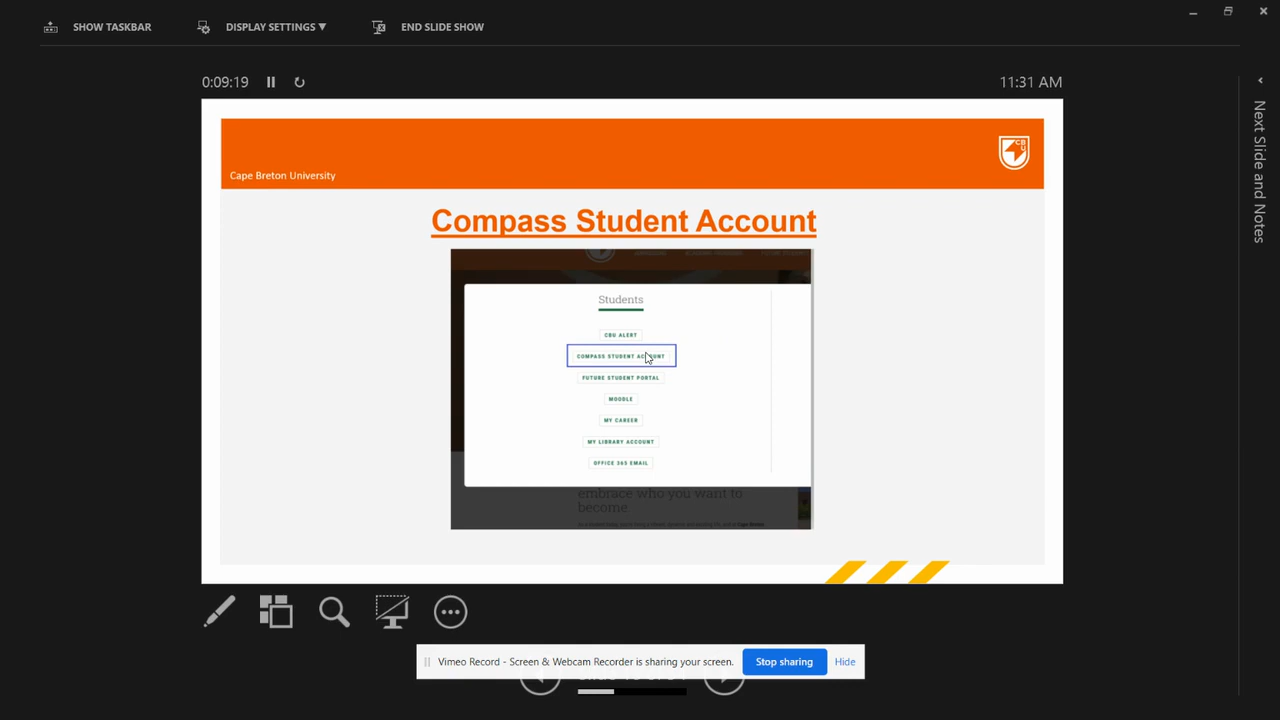 SHOW TASKBAR
DISPLAY SETTINGS ▼
END SLIDE SHOW
0:09:19
11:31 AM
Next Slide and Notes
CBU
Cape Breton University
Compass Student Account
Students
CBU ALERT
COMPASS STUDENT ACCOUNT
FUTURE STUDENT PORTAL
MOODLE
MY CAREER
MY LIBRARY ACCOUNT
OFFICE 365 EMAIL
embrace who you want to
become.
Vimeo Record - Screen & Webcam Recorder is sharing your screen.
Stop sharing
Hide